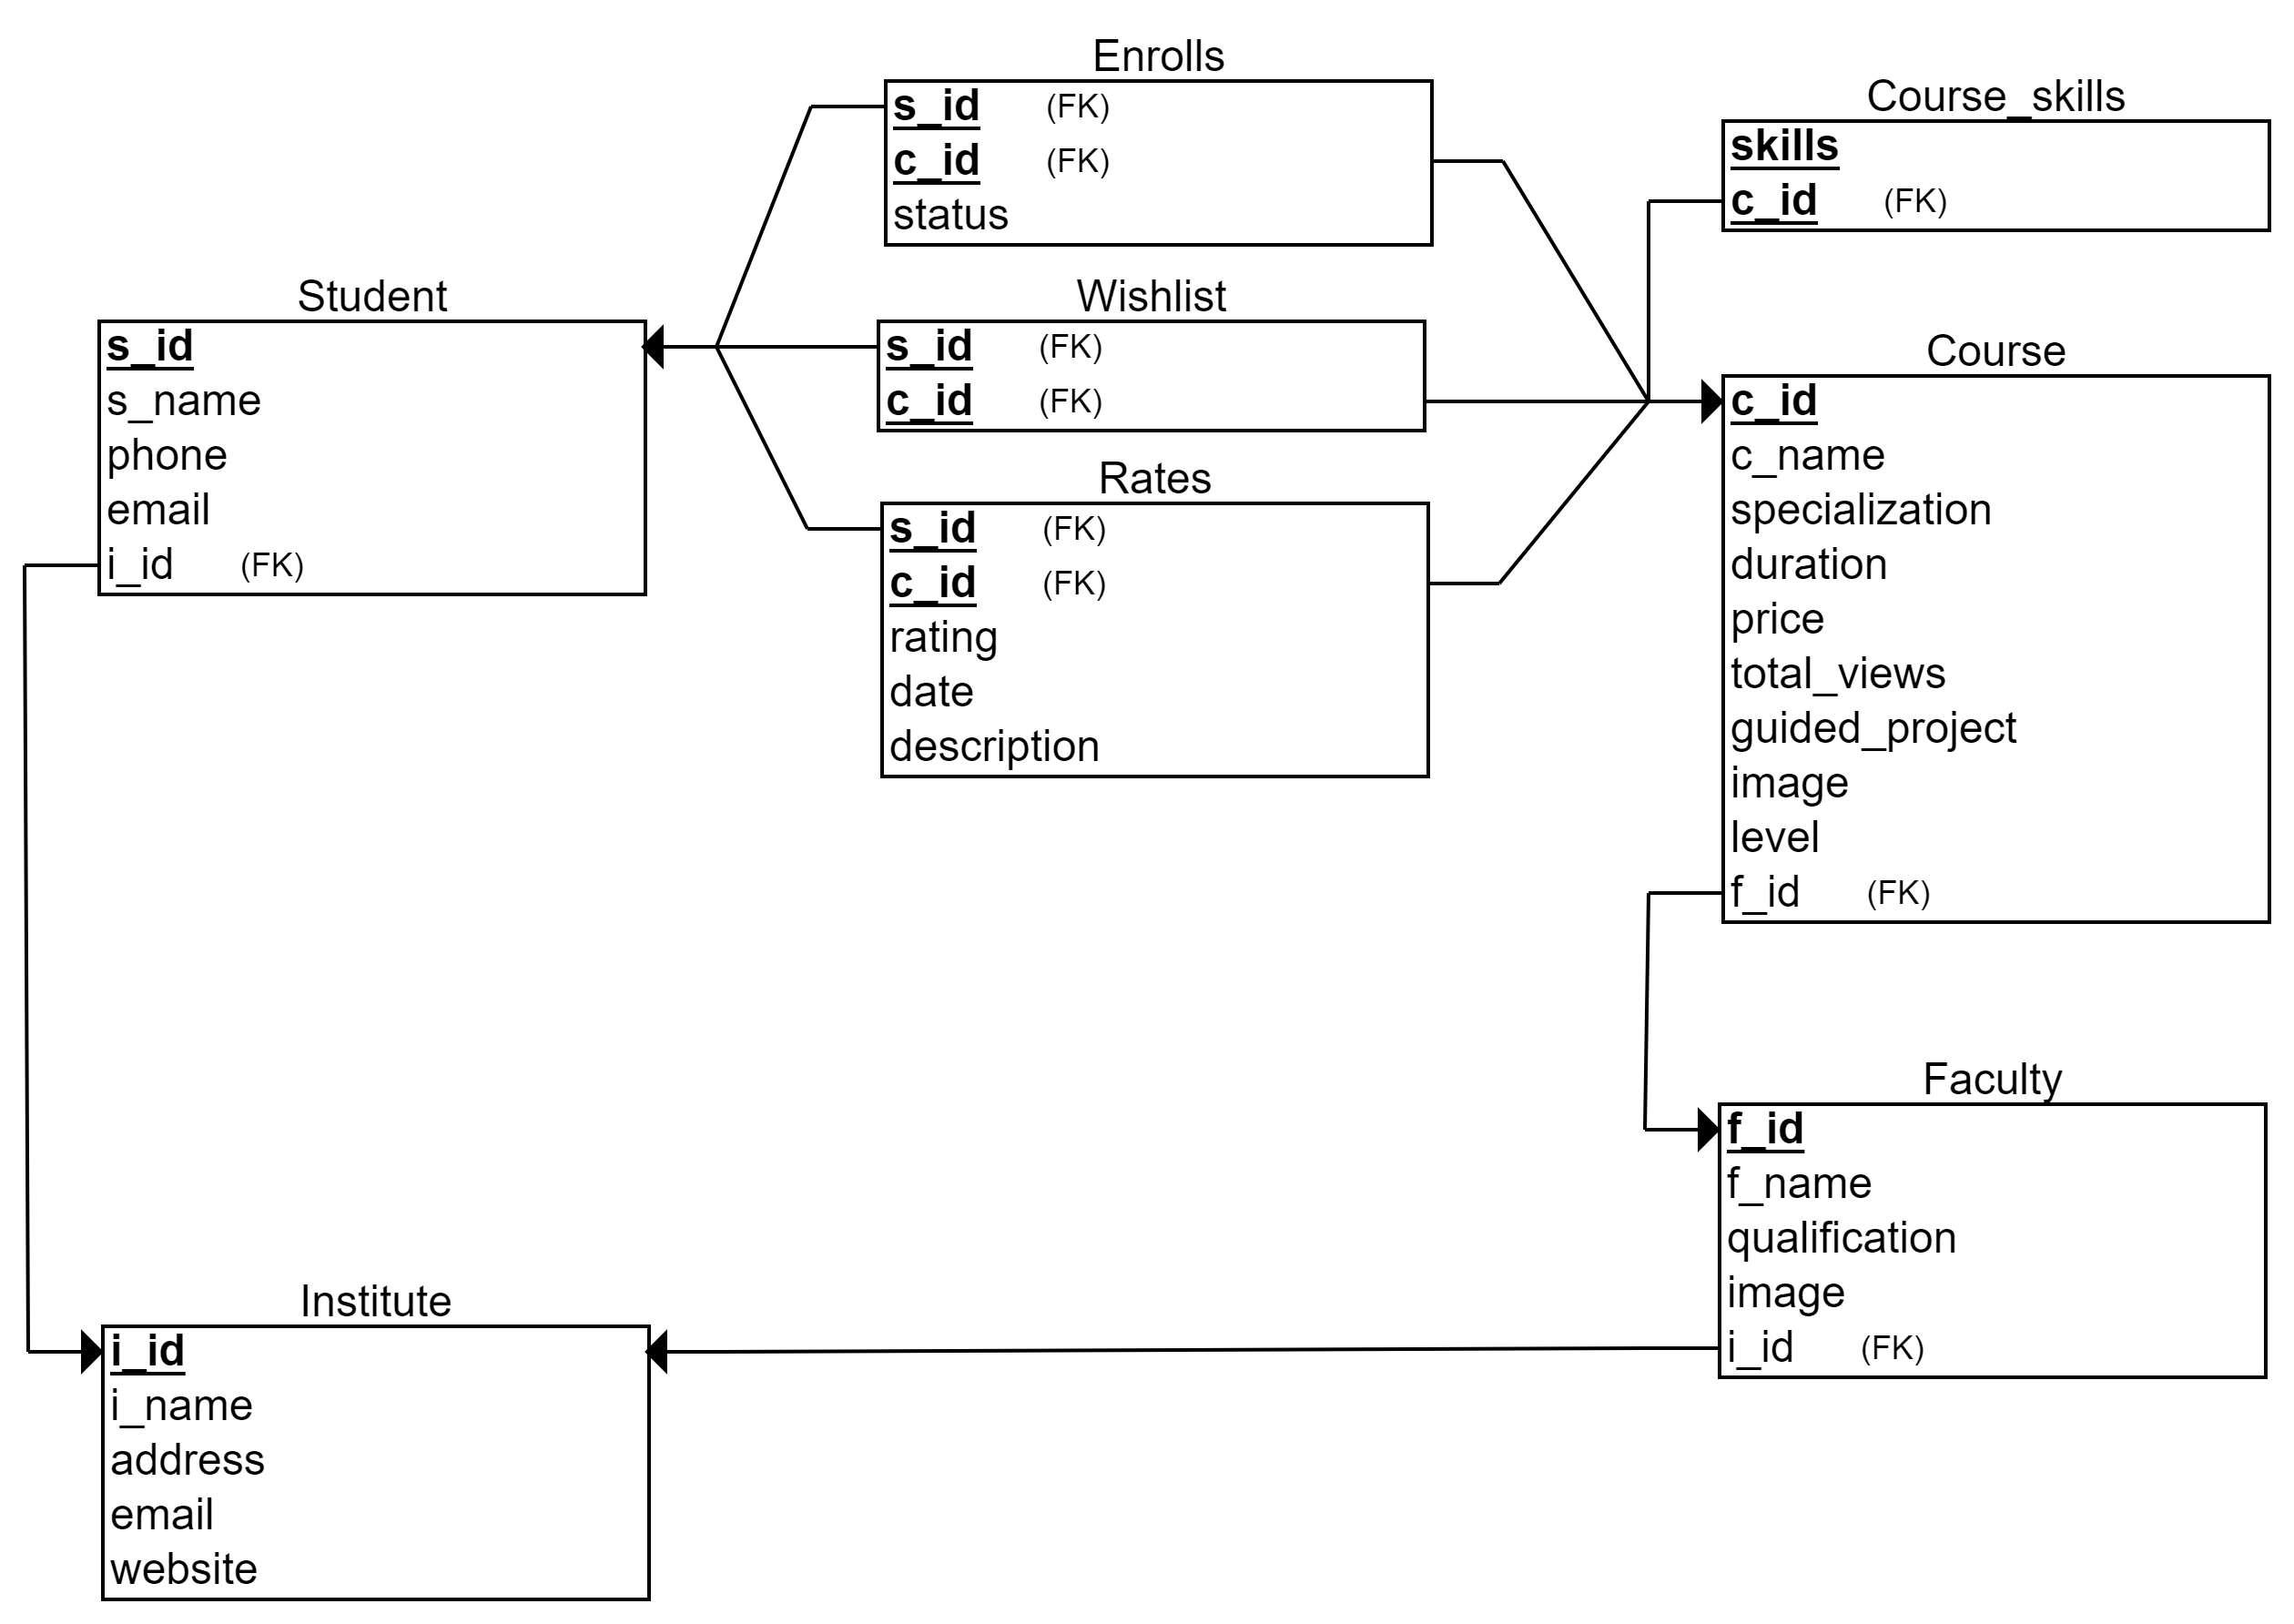 Enrolls
s_id (FK)
c_id (FK)
status
Course_skills
skills
c_id (FK)
Student
s_id
s_name
phone
email
i_id (FK)
Wishlist
s_id (FK)
c_id (FK)
Rates
s_id (FK)
c_id (FK)
rating
date
description
Course
c_id
c_name
specialization
duration
price
total_views
guided_project
image
level
f_id (FK)
Faculty
f_id
f_name
qualification
image
i_id (FK)
Institute
i_id
i_name
address
email
website